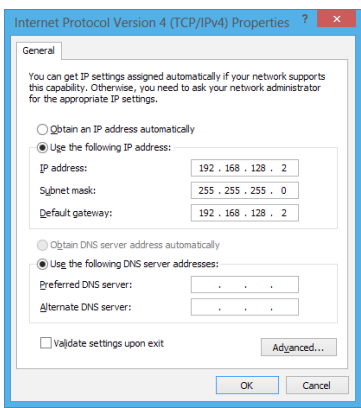 Internet Protocol Version 4 (TCP/IPv4) Properties ? ×
General
You can get IP settings assigned automatically if your network supports
this capability. Otherwise, you need to ask your network administrator
for the appropriate IP settings.
Obtain an IP address automatically
Use the following IP address:
IP address: 192 . 168 . 128 . 2
Subnet mask: 255 . 255 . 255 . 0
Default gateway: 192 . 168 . 128 . 2
Obtain DNS server address automatically
Use the following DNS server addresses:
Preferred DNS server: . . .
Alternate DNS server: . . .
Validate settings upon exit
Advanced...
OK Cancel